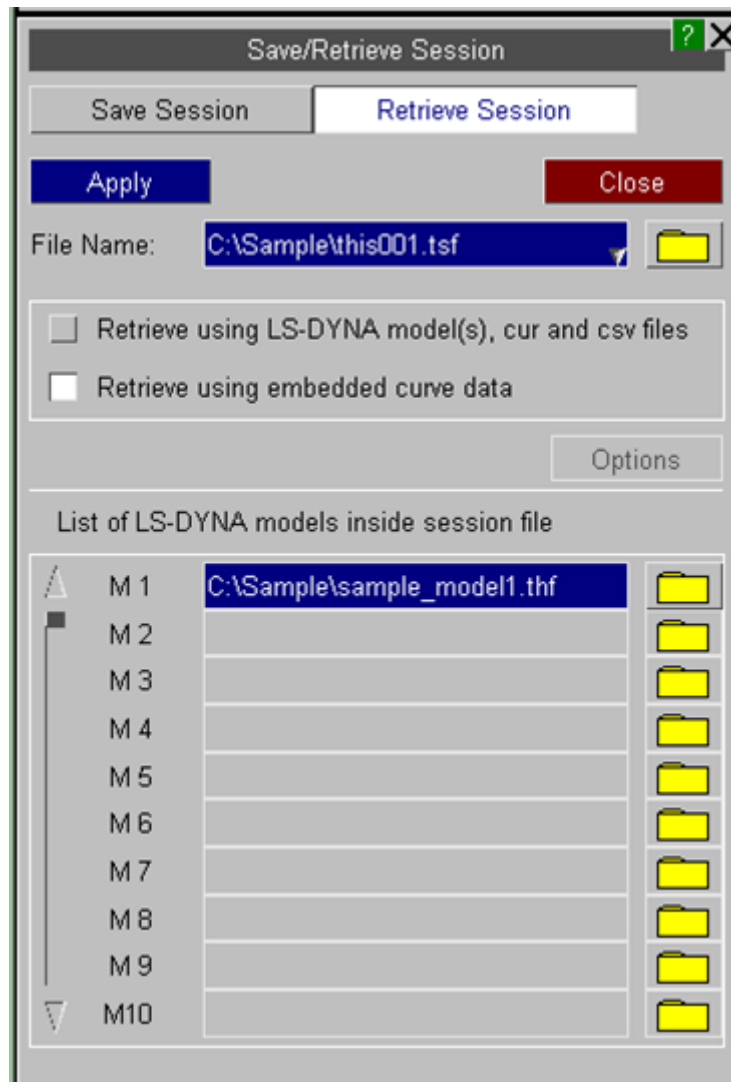 ? X
Save/Retrieve Session
Save Session Retrieve Session
Apply Close
File Name: C:\Sample\this001.tsf
Retrieve using LS-DYNA model(s), cur and csv files
Retrieve using embedded curve data
Options
List of LS-DYNA models inside session file
M 1 C:\Sample\sample_model1.thf
M 2
M 3
M 4
M 5
M 6
M 7
M 8
M 9
M10